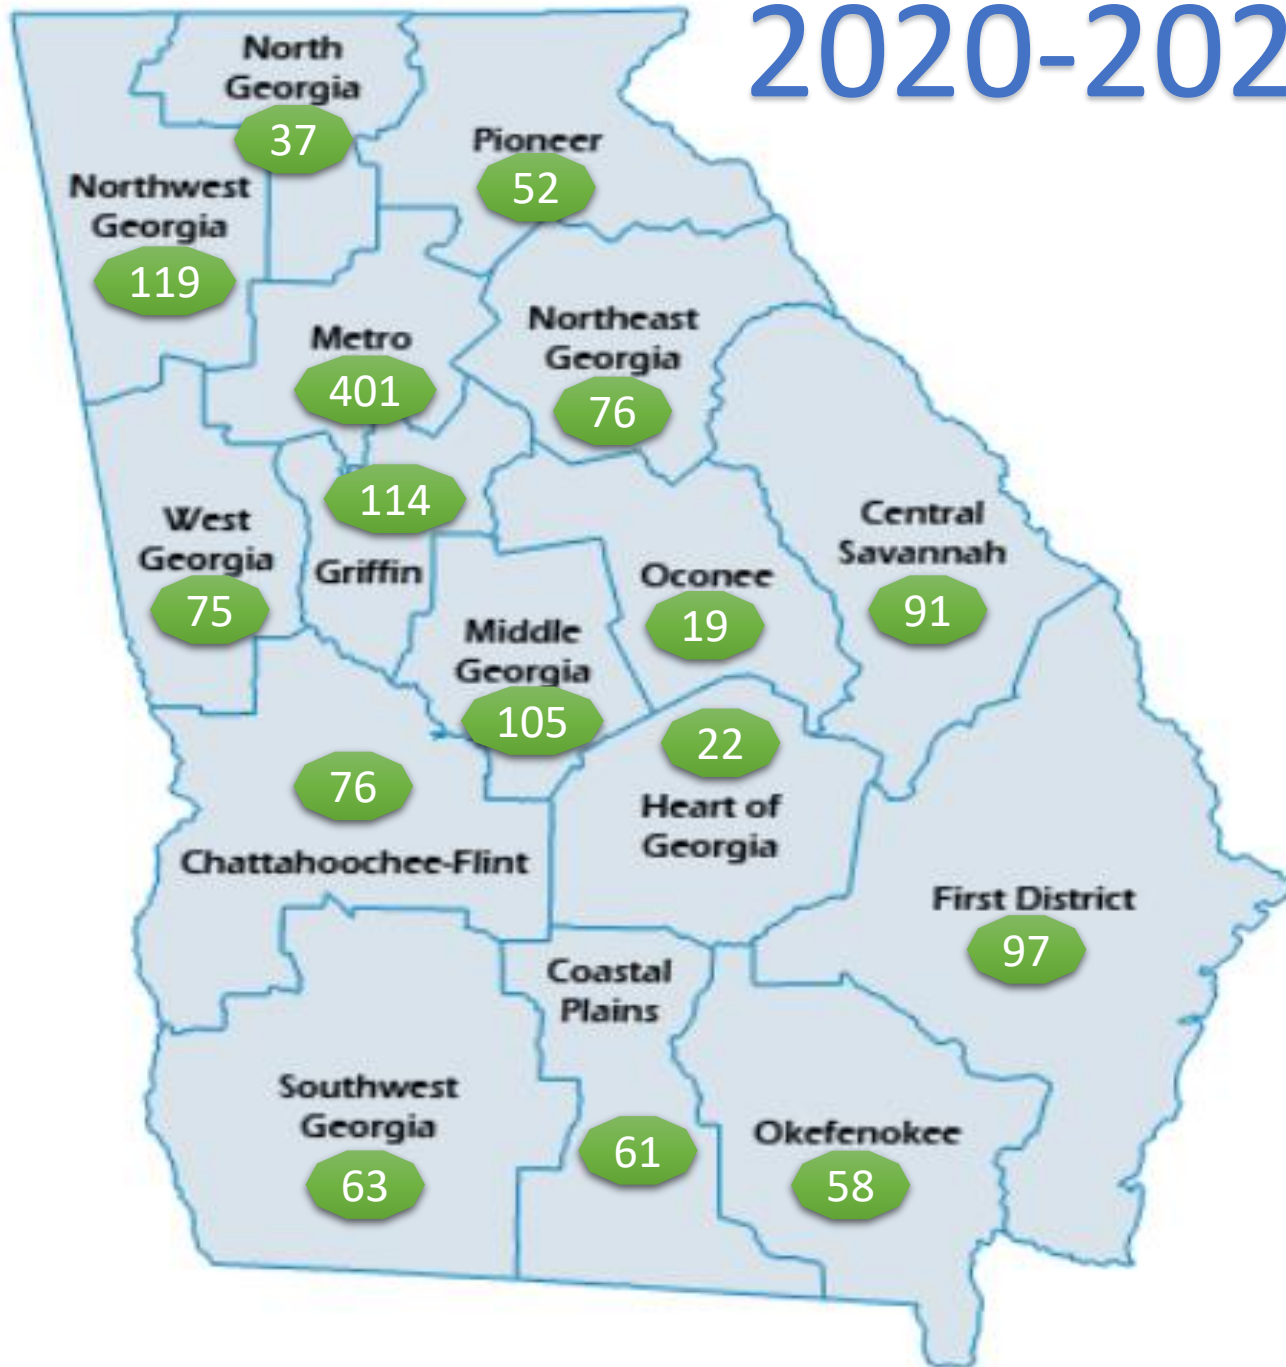 2020-202
North
Georgia
37
Pioneer
52
Northwest
Georgia
119
Metro
401
Northeast
Georgia
76
114
Griffin
West
Georgia
75
Central
Savannah
91
Oconee
19
Middle
Georgia
105
22
Heart of
Georgia
76
Chattahoochee-Flint
First District
97
Coastal
Plains
61
Southwest
Georgia
63
Okefenokee
58